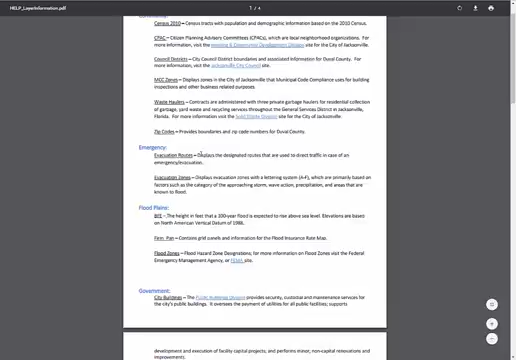 HELP_LayerInformation.pdf
1 / 4
Census 2010 – Census tracts with population and demographic information based on the 2010 Census.
CPAC – Citizen Planning Advisory Committees (CPACs), which are local neighborhood organizations. For
more information, visit the Housing & Community Development Division site for the City of Jacksonville.
Council Districts – City Council District boundaries and associated information for Duval County. For
more information, visit the Jacksonville City Council site.
MCC Zones – Displays zones in the City of Jacksonville that Municipal Code Compliance uses for building
inspections and other business related purposes.
Waste Haulers – Contracts are administered with three private garbage haulers for residential collection
of garbage, yard waste and recycling services throughout the General Services District in Jacksonville,
Florida. For more information visit the Solid Waste Division site for the City of Jacksonville.
Zip Codes – Provides boundaries and zip code numbers for Duval County.
Emergency:
Evacuation Routes – Displays the designated routes that are used to direct traffic in case of an
emergency/evacuation.
Evacuation Zones – Displays evacuation zones with a lettering system (A-F), which are primarily based on
factors such as the category of the approaching storm, wave action, precipitation, and areas that are
known to flood.
Flood Plains:
BFE – The height in feet that a 100-year flood is expected to rise above sea level. Elevations are based
on North American Vertical Datum of 1988.
Firm_Pan – Contains grid panels and information for the Flood Insurance Rate Map.
Flood Zones – Flood Hazard Zone Designations; for more information on Flood Zones visit the Federal
Emergency Management Agency, or FEMA site.
Government:
City Buildings – The Public Buildings Division provides security, custodial and maintenance services for
the city's public buildings. It oversees the payment of utilities for all public facilities; supports
development and execution of facility capital projects; and performs minor, non-capital renovations and
improvements.